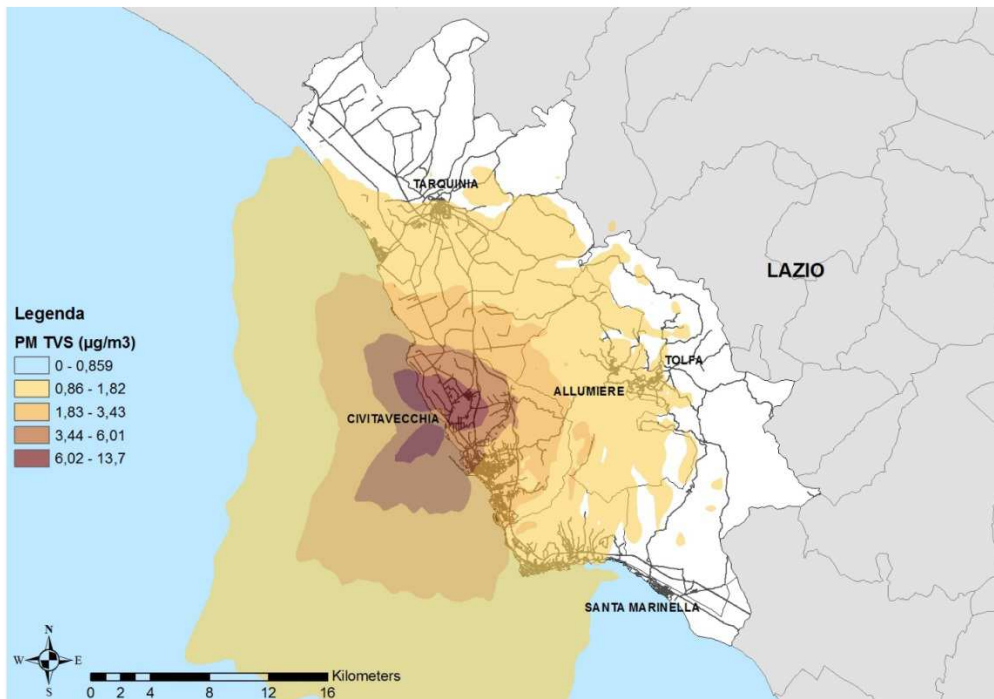 TARQUINIA
LAZIO
Legenda
PM TVS (µg/m3)
0 - 0,859
0,86 - 1,82
1,83 - 3,43
3,44 - 6,01
6,02 - 13,7
TOLFA
ALLUMIERE
CIVITAVECCHIA
SANTA MARINELLA
N
W E
S
Kilometers
0 2 4 8 12 16